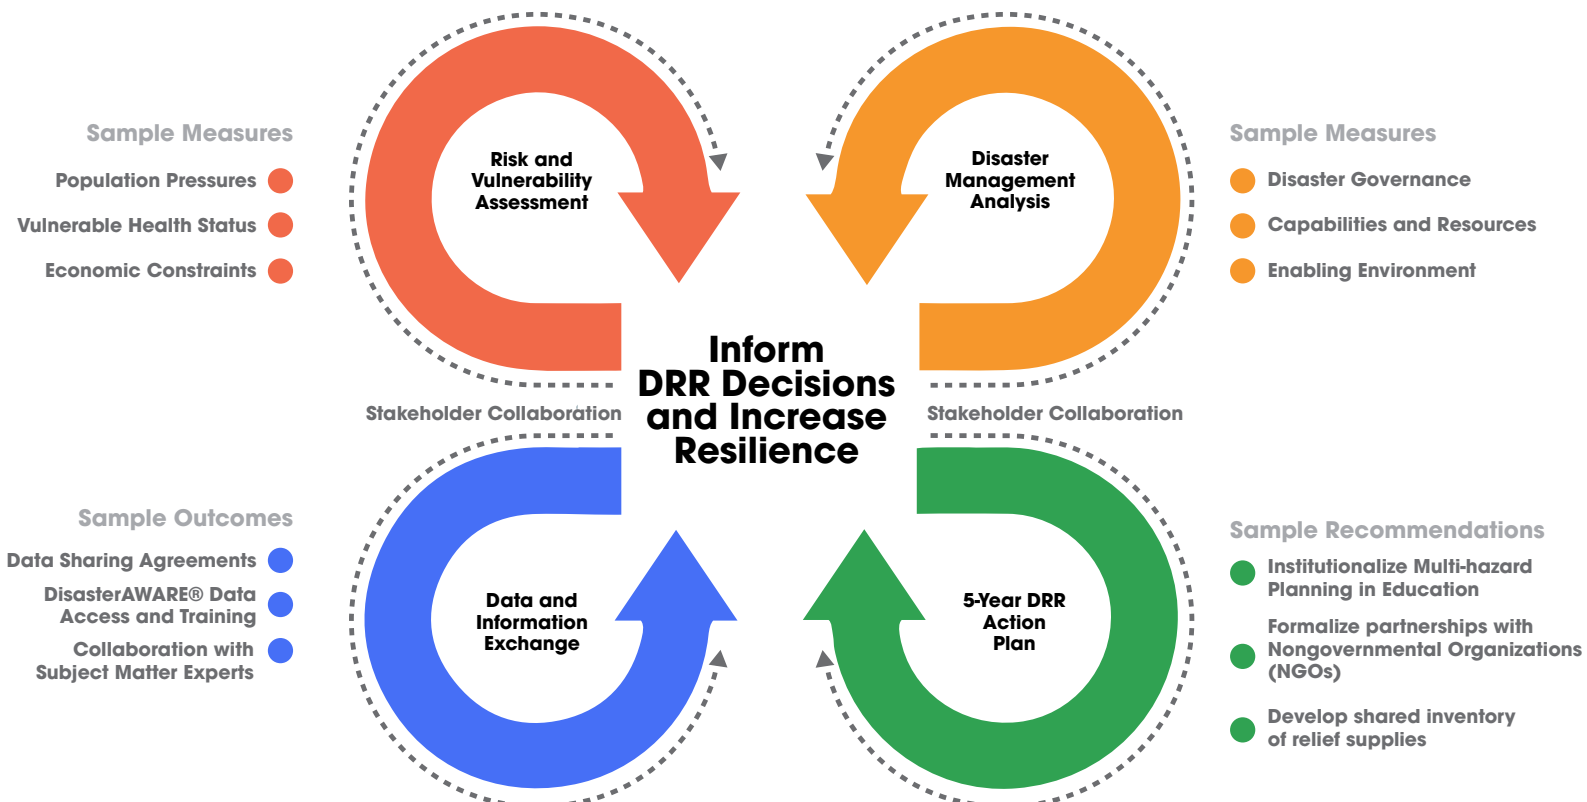 Sample Measures
Population Pressures
Vulnerable Health Status
Economic Constraints
Risk and
Vulnerability
Assessment
Disaster
Management
Analysis
Sample Measures
Disaster Governance
Capabilities and Resources
Enabling Environment
Inform
DRR Decisions
and Increase
Resilience
Stakeholder Collaboration
Stakeholder Collaboration
Sample Outcomes
Data Sharing Agreements
DisasterAWARE® Data
Access and Training
Collaboration with
Subject Matter Experts
Data and
Information
Exchange
5-Year DRR
Action
Plan
Sample Recommendations
Institutionalize Multi-hazard
Planning in Education
Formalize partnerships with
Nongovernmental Organizations
(NGOs)
Develop shared inventory
of relief supplies